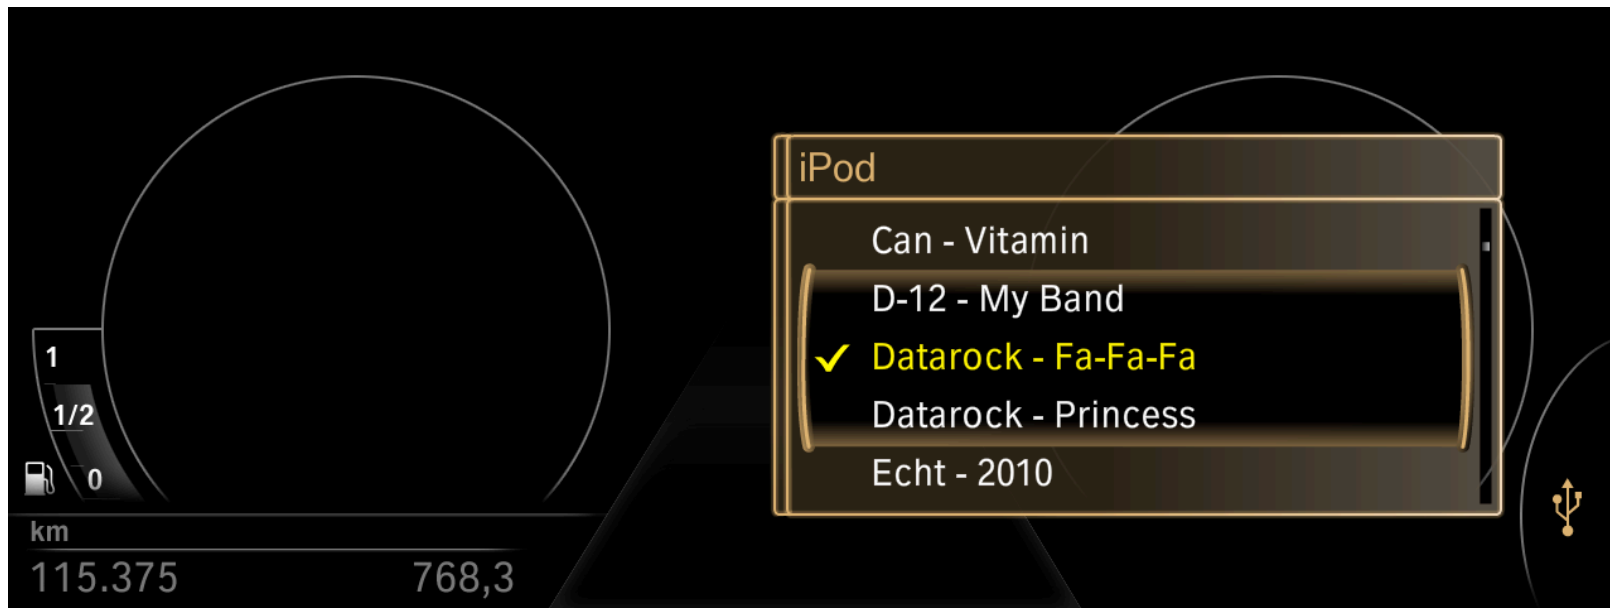 iPod
Can - Vitamin
D-12 - My Band
Datarock - Fa-Fa-Fa
Datarock - Princess
Echt - 2010
1
1/2
0
km
115.375 768,3